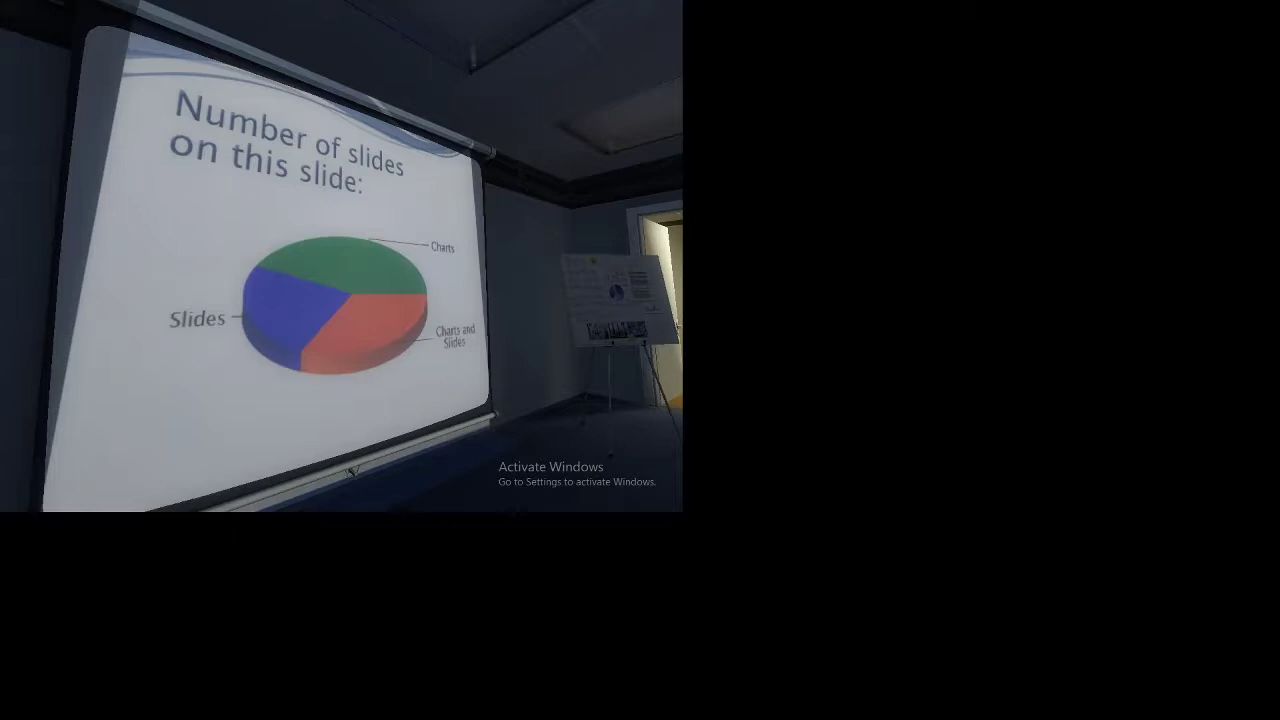 Number of slides
on this slide:
Charts
Slides
Charts and
Slides
Activate Windows
Go to Settings to activate Windows.